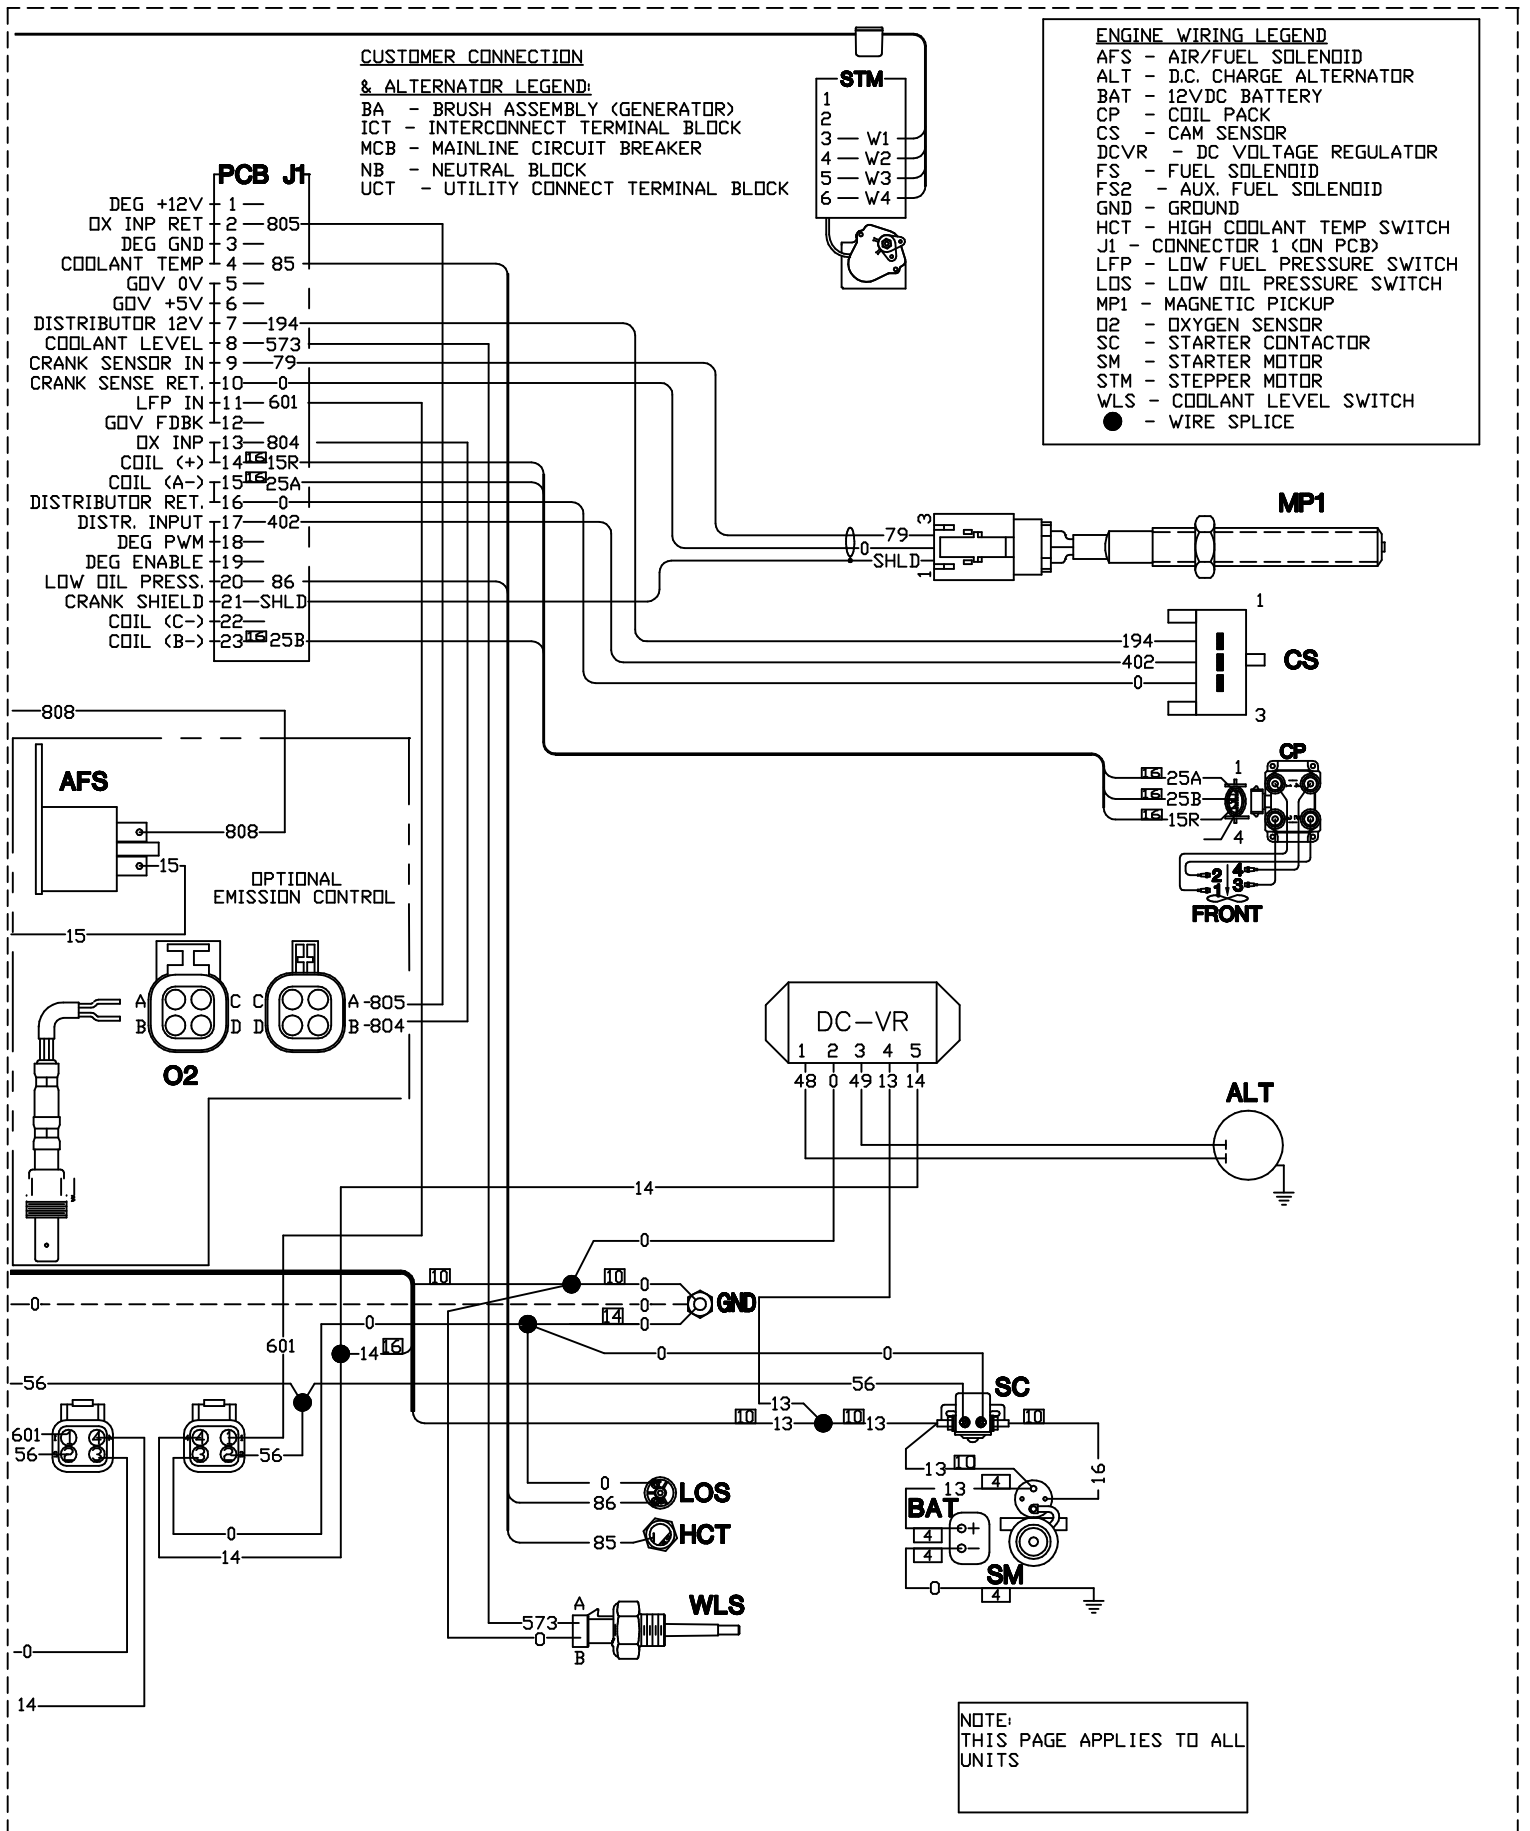 CUSTOMER CONNECTION
& ALTERNATOR LEGEND:
BA - BRUSH ASSEMBLY (GENERATOR)
ICT - INTERCONNECT TERMINAL BLOCK
MCB - MAINLINE CIRCUIT BREAKER
NB - NEUTRAL BLOCK
UCT - UTILITY CONNECT TERMINAL BLOCK
STM
1
2
3 W1
4 W2
5 W3
6 W4
ENGINE WIRING LEGEND
AFS - AIR/FUEL SOLENOID
ALT - D.C. CHARGE ALTERNATOR
BAT - 12VDC BATTERY
CP - COIL PACK
CS - CAM SENSOR
DCVR - DC VOLTAGE REGULATOR
FS - FUEL SOLENOID
FS2 - AUX. FUEL SOLENOID
GND - GROUND
HCT - HIGH COOLANT TEMP SWITCH
J1 - CONNECTOR 1 (ON PCB)
LFP - LOW FUEL PRESSURE SWITCH
LOS - LOW OIL PRESSURE SWITCH
MP1 - MAGNETIC PICKUP
O2 - OXYGEN SENSOR
SC - STARTER CONTACTOR
SM - STARTER MOTOR
STM - STEPPER MOTOR
WLS - COOLANT LEVEL SWITCH
- WIRE SPLICE
PCB J1
DEG +12V 1
OX INP RET 2 805
DEG GND 3
COOLANT TEMP 4 85
GOV 0V 5
GOV +5V 6
DISTRIBUTOR 12V 7 194
COOLANT LEVEL 8 573
CRANK SENSOR IN 9 79
CRANK SENSE RET. 10 0
LFP IN 11 601
GOV FDBK 12
OX INP 13 804
COIL (+) 14 16 15R
COIL (A-) 15 16 25A
DISTRIBUTOR RET. 16 0
DISTR. INPUT 17 402
DEG PWM 18
DEG ENABLE 19
LOW OIL PRESS. 20 86
CRANK SHIELD 21 SHLD
COIL (C-) 22
COIL (B-) 23 16 25B
MP1
3
79
0
SHLD
1
1
194
402
0
CS
3
808
AFS
808
15
OPTIONAL
EMISSION CONTROL
15
CP
16 25A 1
16 25B
16 15R
4
2 4
1 3
FRONT
A C C A 805
B D D B 804
O2
DC-VR
1 2 3 4 5
48 0 49 13 14
ALT
14
0
10 10 0
0 0 GND
14 0
0
601
14 16
0 0
56 56
SC
13
10 13 10 13 10
601 1 4
56 2 3
4 1
3 2 56
13 10
13 4
16
BAT
4 +
4 -
SM
0 4
0
86
LOS
85
HCT
0
14
WLS
A
573
0
B
0
14
NOTE:
THIS PAGE APPLIES TO ALL
UNITS